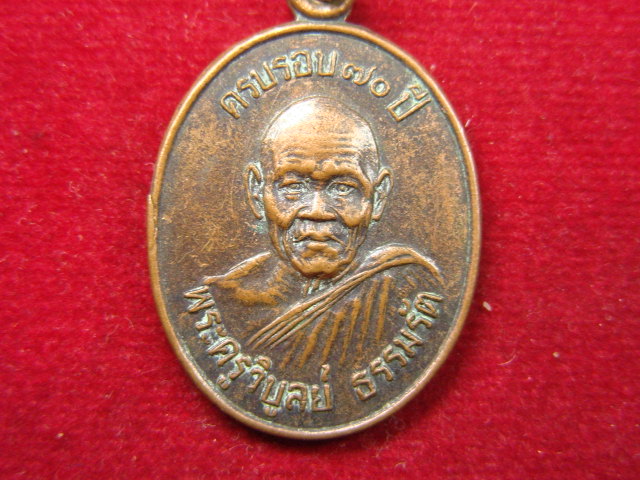 ครบรอบ ๗๐ ปี
พระครูวิบูลย์ ธรรมรัต